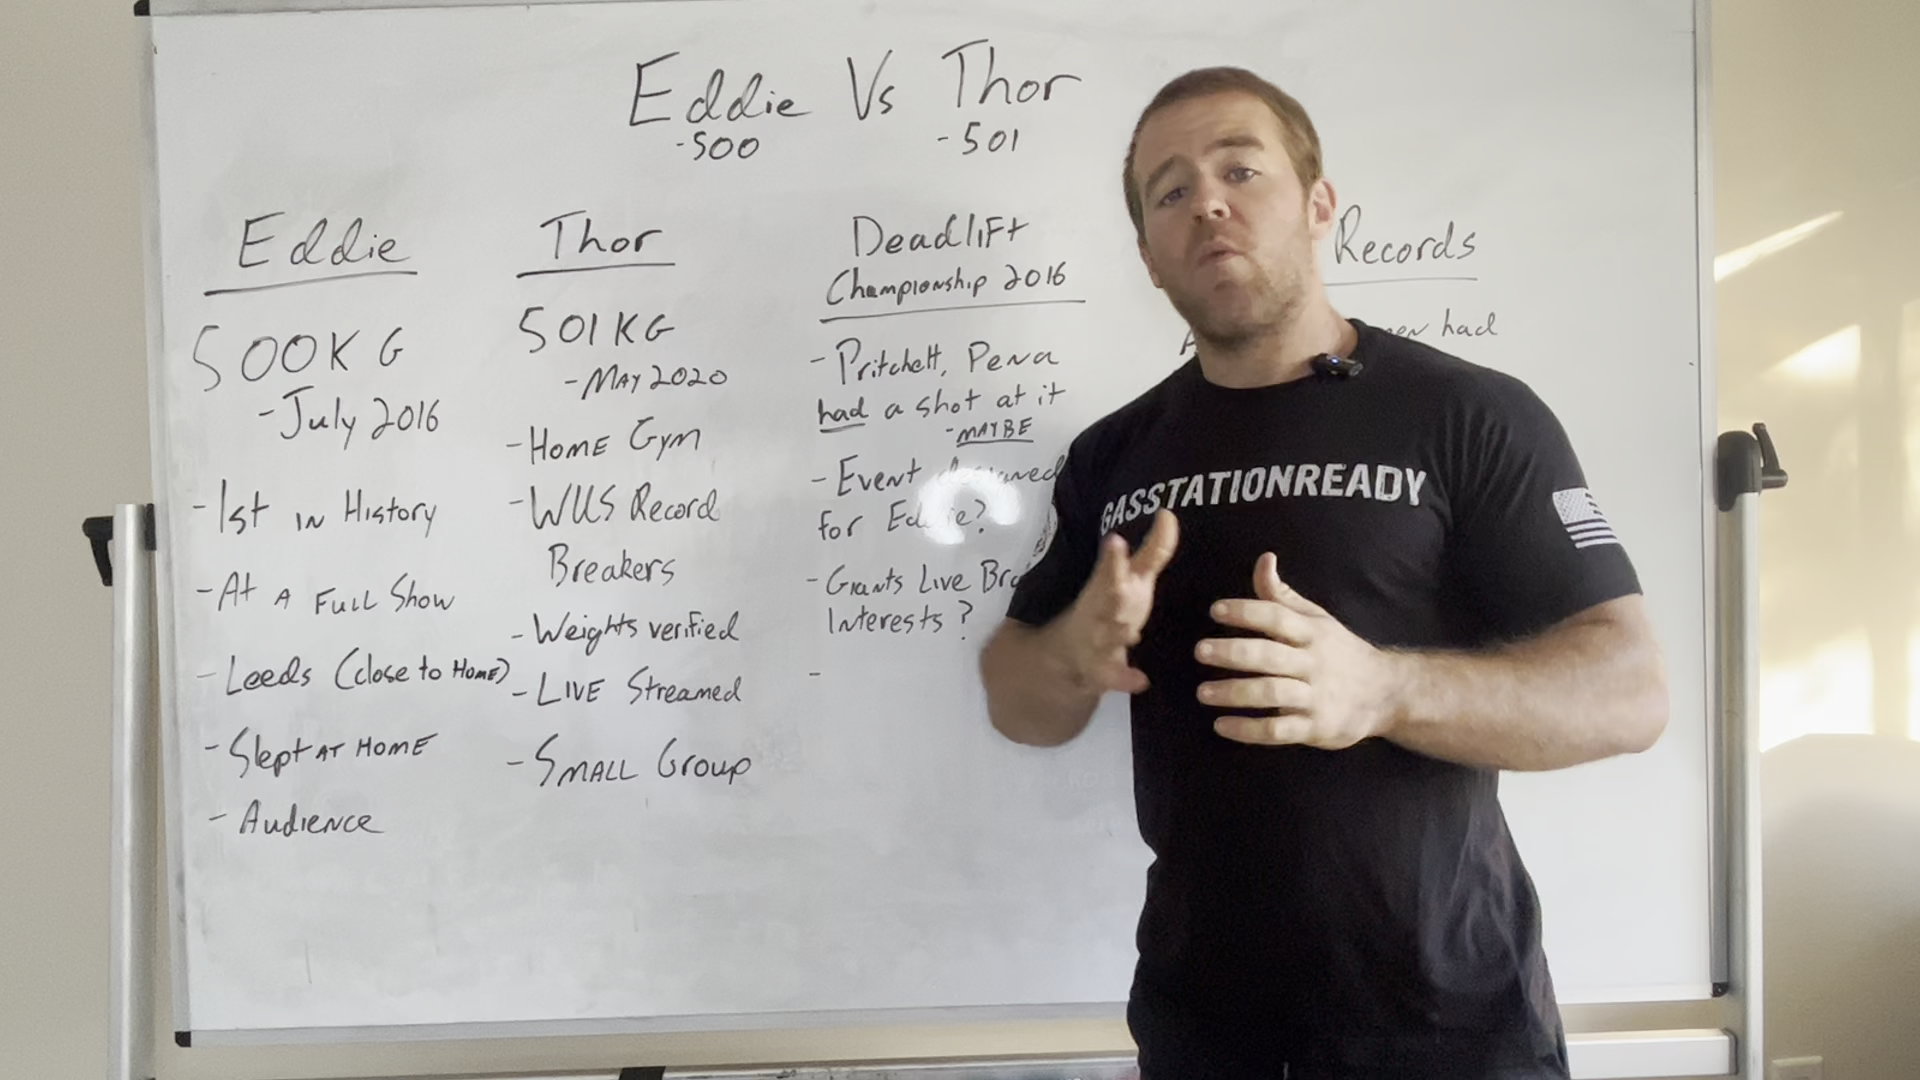 Eddie Vs Thor
-500
-501
Eddie
500KG
-July 2016
-1st in History
-At A Full Show
-Leeds (close to Home)
-Slept at Home
-Audience
Thor
501KG
-May 2020
-Home Gym
-WUS Record
Breakers
-Weights verified
-Live Streamed
-Small Group
Deadlift
Championship 2016
-Pritchett, Pena
had a shot at it
-Maybe
-Event
for Eddie?
-Giants Live
Interests?
-
Records
had
GASSTATIONREADY